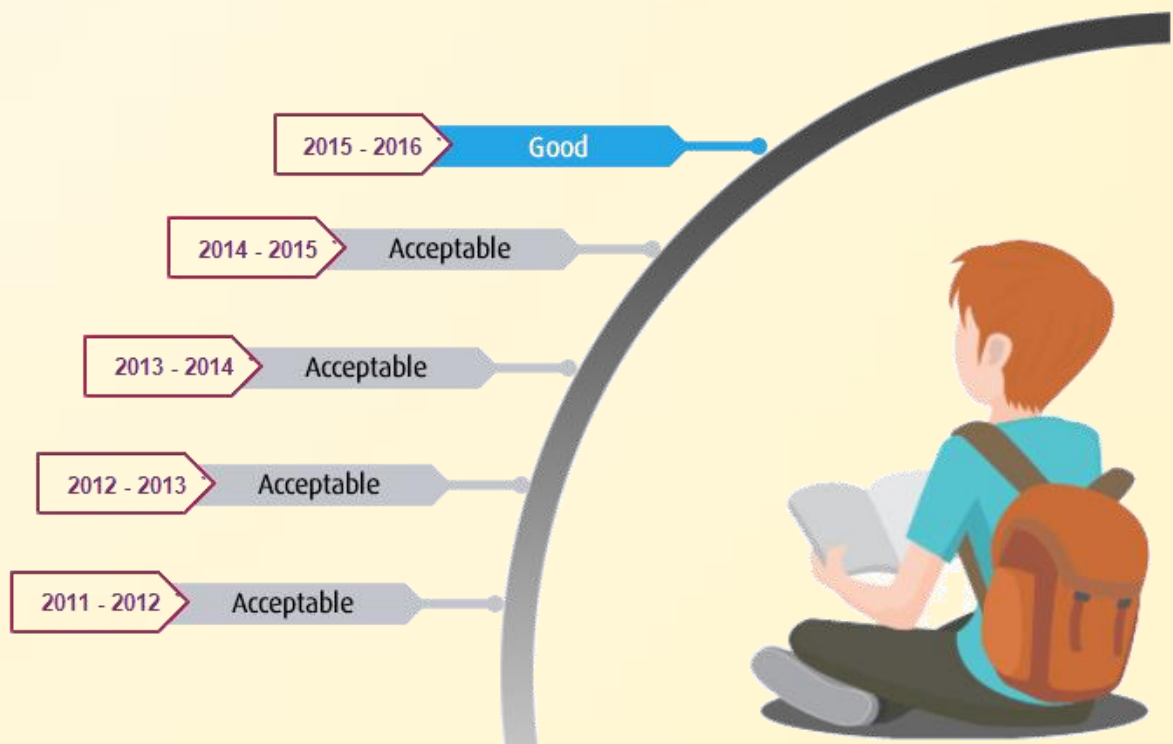 2015 - 2016 Good
2014 - 2015 Acceptable
2013 - 2014 Acceptable
2012 - 2013 Acceptable
2011 - 2012 Acceptable